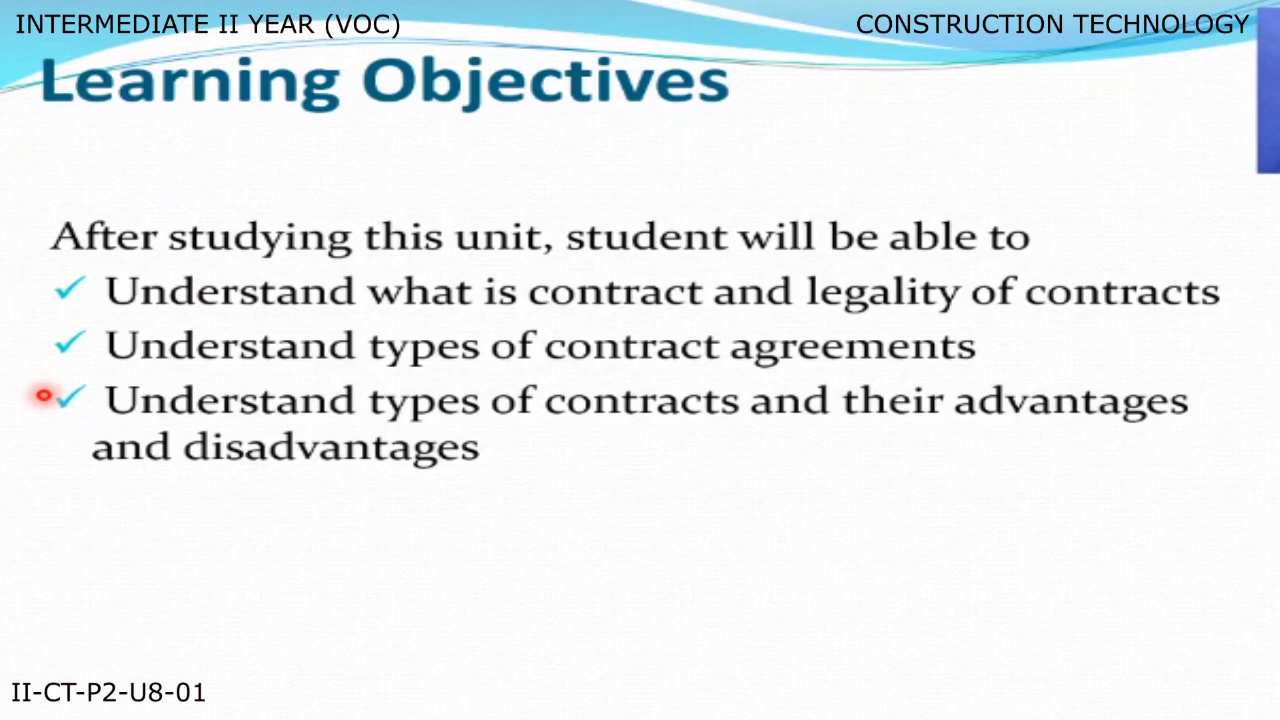 INTERMEDIATE II YEAR (VOC)
CONSTRUCTION TECHNOLOGY
Learning Objectives
After studying this unit, student will be able to
✓ Understand what is contract and legality of contracts
✓ Understand types of contract agreements
✓ Understand types of contracts and their advantages
and disadvantages
II-CT-P2-U8-01